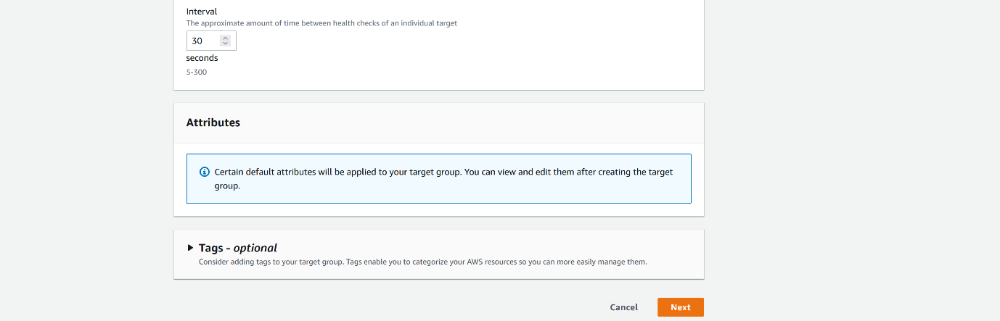 Interval
The approximate amount of time between health checks of an individual target
30
seconds
5-300
Attributes
Certain default attributes will be applied to your target group. You can view and edit them after creating the target
group.
Tags - optional
Consider adding tags to your target group. Tags enable you to categorize your AWS resources so you can more easily manage them.
Cancel Next